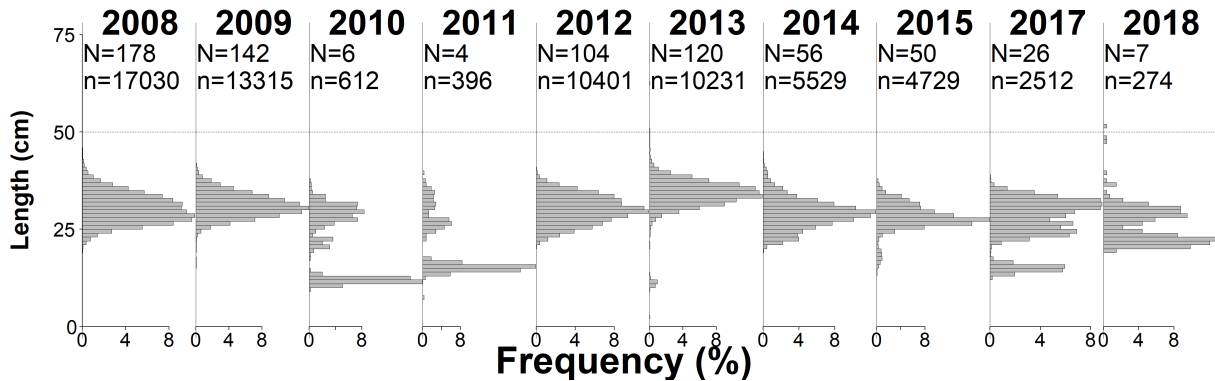 2008 2009 2010 2011 2012 2013 2014 2015 2017 2018
N=178 N=142 N=6 N=4 N=104 N=120 N=56 N=50 N=26 N=7
n=17030 n=13315 n=612 n=396 n=10401 n=10231 n=5529 n=4729 n=2512 n=274
75
50
25
0
Length (cm)
0 4 8 0 4 8 0 4 8 0 8 0 4 8 0 4 8 0 4 8 0 4 8 0 4 8 0 4 8
Frequency (%)